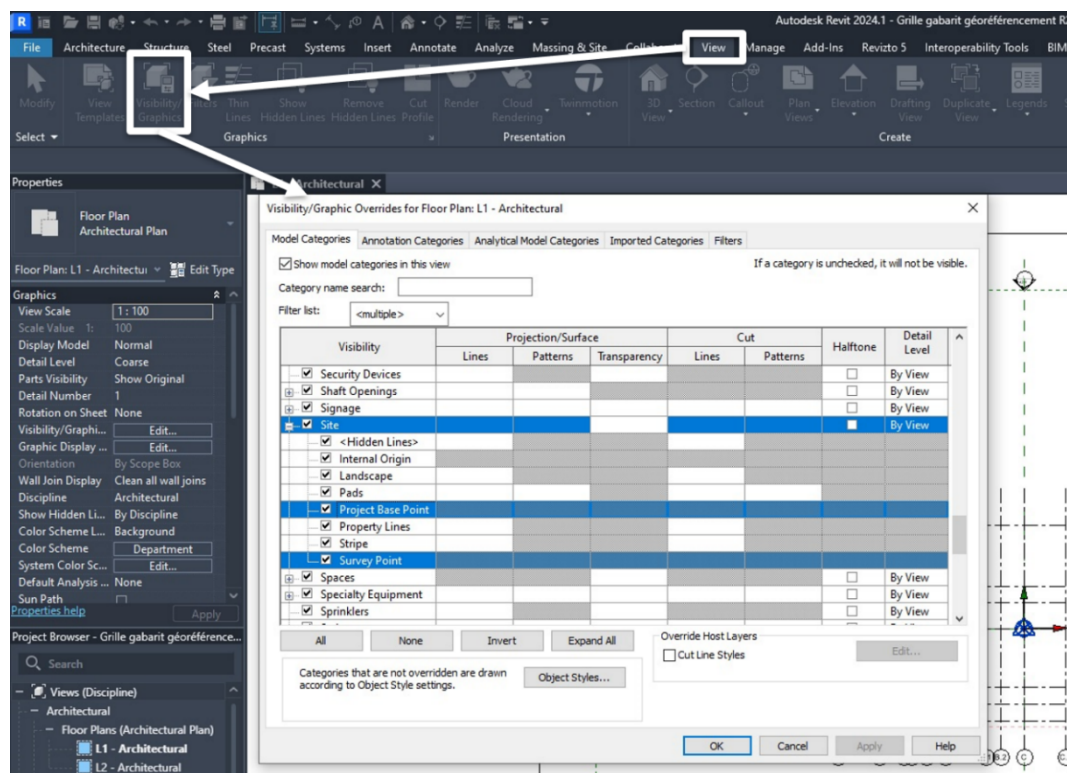 Autodesk Revit 2024.1 - Grille gabarit géoréférencement R
File Architecture Structure Steel Precast Systems Insert Annotate Analyze Massing & Site View Manage Add-Ins Revizto 5 Interoperability Tools BIM
Modify View Templates Visibility/ Graphics Filters Thin Lines Show Hidden Lines Remove Hidden Lines Cut Profile Render Cloud Rendering Twinmotion 3D View Section Callout Plan Views Elevation Drafting View Duplicate View Legends
Select Graphics Presentation Create
Properties
Architectural
Floor Plan
Architectural Plan
Floor Plan: L1 - Architectu Edit Type
Graphics
View Scale 1 : 100
Scale Value 1: 100
Display Model Normal
Detail Level Coarse
Parts Visibility Show Original
Detail Number 1
Rotation on Sheet None
Visibility/Graphi... Edit...
Graphic Display ... Edit...
Orientation By Scope Box
Wall Join Display Clean all wall joins
Discipline Architectural
Show Hidden Li... By Discipline
Color Scheme L... Background
Color Scheme Department
System Color Sc... Edit...
Default Analysis ... None
Sun Path
Properties help Apply
Project Browser - Grille gabarit géoréférence...
Search
Views (Discipline)
Architectural
Floor Plans (Architectural Plan)
L1 - Architectural
L2 - Architectural
Visibility/Graphic Overrides for Floor Plan: L1 - Architectural
Model Categories Annotation Categories Analytical Model Categories Imported Categories Filters
Show model categories in this view If a category is unchecked, it will not be visible.
Category name search:
Filter list: <multiple>
Visibility Projection/Surface Cut Halftone Detail Level
Lines Patterns Transparency Lines Patterns
Security Devices By View
Shaft Openings By View
Signage By View
Site By View
<Hidden Lines>
Internal Origin
Landscape
Pads
Project Base Point
Property Lines
Stripe
Survey Point
Spaces By View
Specialty Equipment By View
Sprinklers By View
All None Invert Expand All
Override Host Layers
Cut Line Styles Edit...
Categories that are not overridden are drawn
according to Object Style settings.
Object Styles...
OK Cancel Apply Help
B.2 C